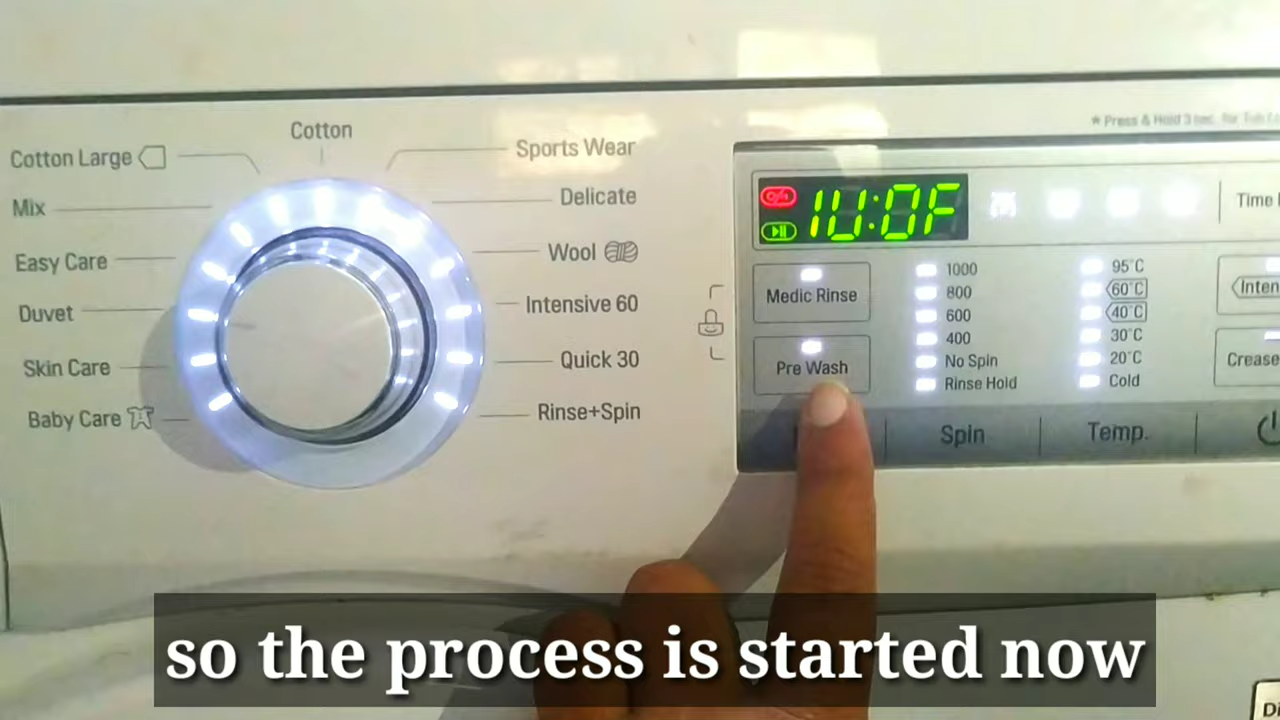 Cotton
Cotton Large
Sports Wear
Mix
Delicate
Easy Care
Wool
Duvet
Intensive 60
Skin Care
Quick 30
Baby Care
Rinse+Spin
* Press & Hold 3 sec. for Tub
1U:0F
Time
Medic Rinse
Pre Wash
1000
800
600
400
No Spin
Rinse Hold
95°C
60°C
40°C
30°C
20°C
Cold
Inten
Crease
Spin
Temp.
so the process is started now